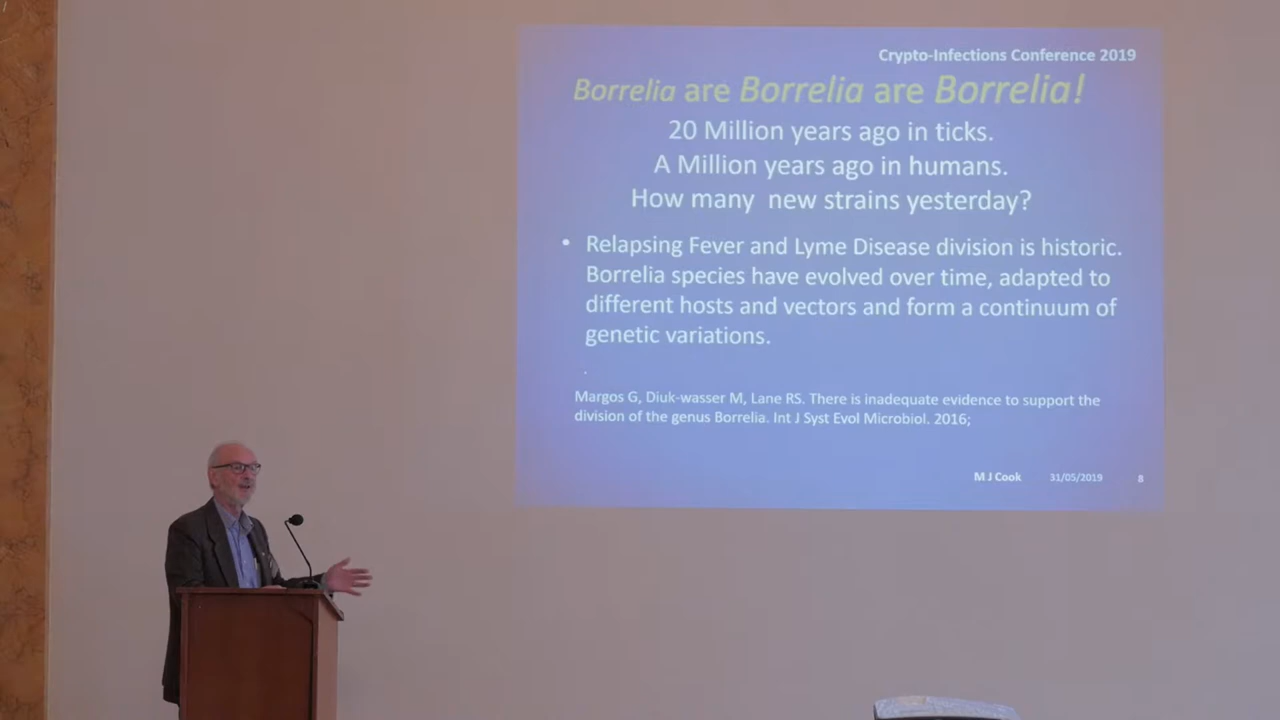 Crypto-Infections Conference 2019
Borrelia are Borrelia are Borrelia!
20 Million years ago in ticks.
A Million years ago in humans.
How many new strains yesterday?
• Relapsing Fever and Lyme Disease division is historic.
Borrelia species have evolved over time, adapted to
different hosts and vectors and form a continuum of
genetic variations.
.
Margos G, Diuk-wasser M, Lane RS. There is inadequate evidence to support the
division of the genus Borrelia. Int J Syst Evol Microbiol. 2016;
M J Cook 31/05/2019 8